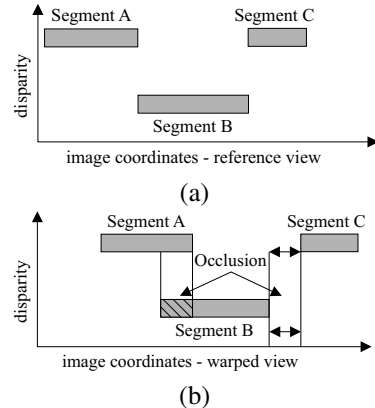 Segment A
Segment C
disparity
Segment B
image coordinates - reference view
(a)
Segment A
Segment C
Occlusion
disparity
Segment B
image coordinates - warped view
(b)